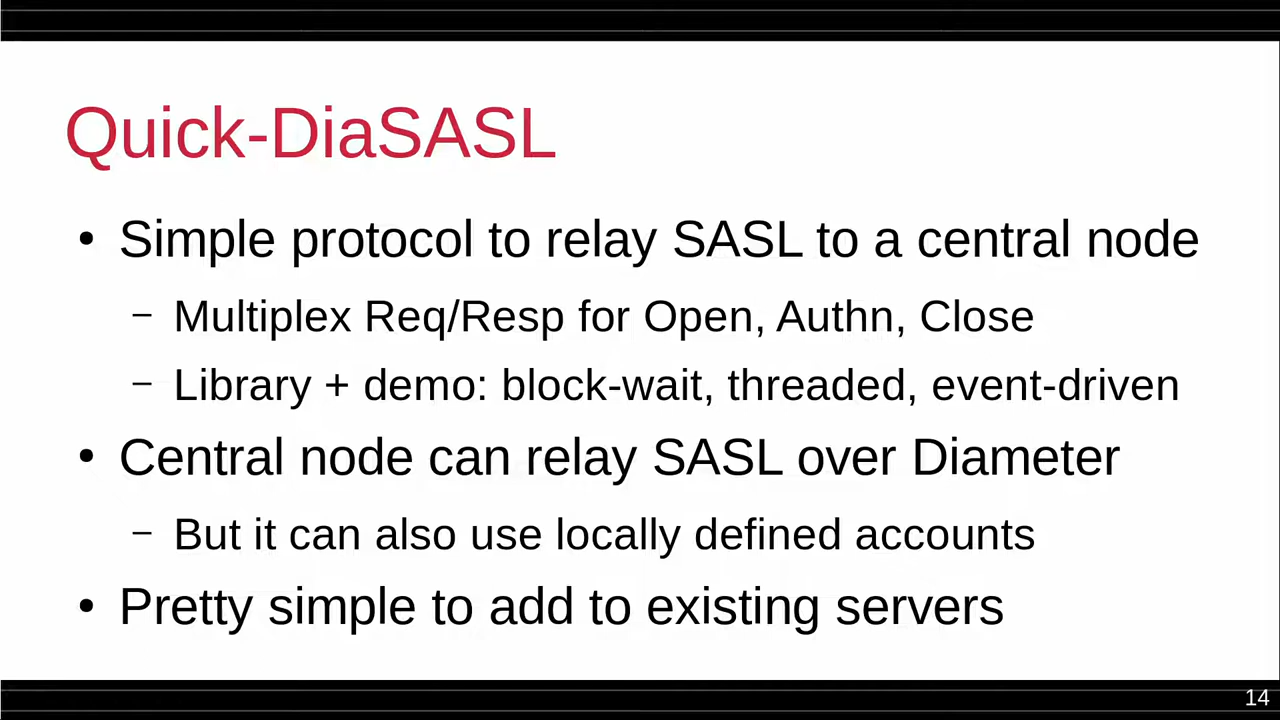 Quick-DiaSASL
• Simple protocol to relay SASL to a central node
– Multiplex Req/Resp for Open, Authn, Close
– Library + demo: block-wait, threaded, event-driven
• Central node can relay SASL over Diameter
– But it can also use locally defined accounts
• Pretty simple to add to existing servers
14